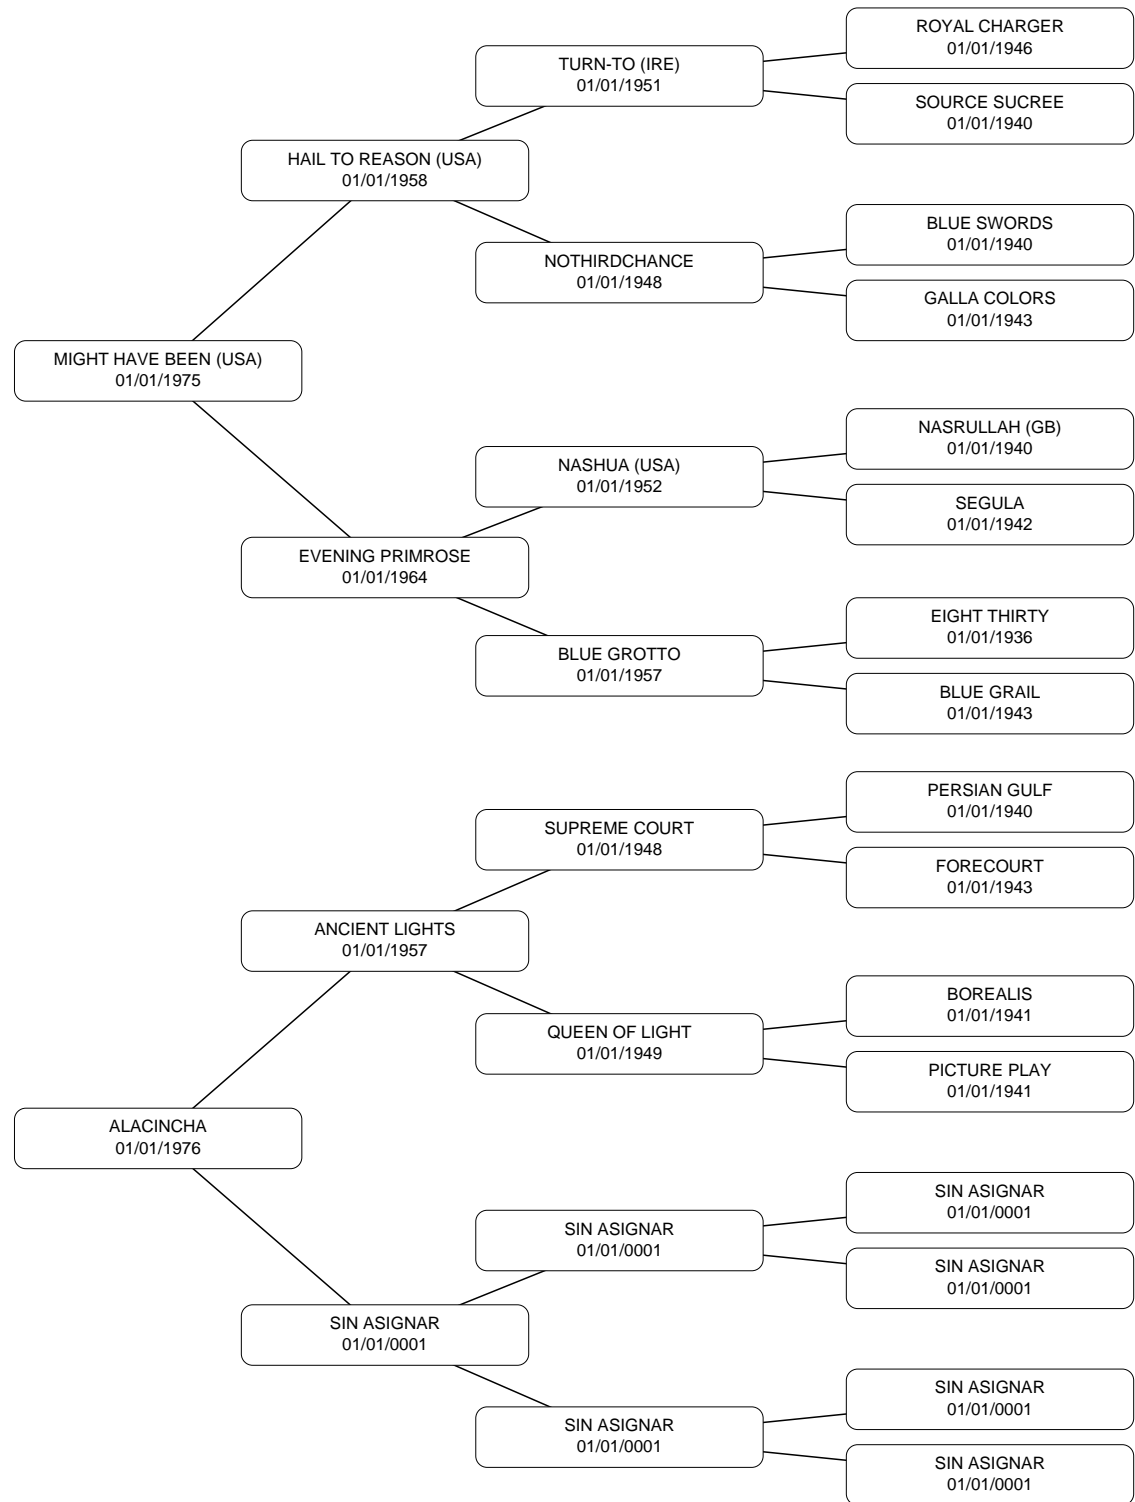 ROYAL CHARGER
01/01/1946
TURN-TO (IRE)
01/01/1951
SOURCE SUCREE
01/01/1940
HAIL TO REASON (USA)
01/01/1958
BLUE SWORDS
01/01/1940
NOTHIRDCHANCE
01/01/1948
GALLA COLORS
01/01/1943
MIGHT HAVE BEEN (USA)
01/01/1975
NASRULLAH (GB)
01/01/1940
NASHUA (USA)
01/01/1952
SEGULA
01/01/1942
EVENING PRIMROSE
01/01/1964
EIGHT THIRTY
01/01/1936
BLUE GROTTO
01/01/1957
BLUE GRAIL
01/01/1943
PERSIAN GULF
01/01/1940
SUPREME COURT
01/01/1948
FORECOURT
01/01/1943
ANCIENT LIGHTS
01/01/1957
BOREALIS
01/01/1941
QUEEN OF LIGHT
01/01/1949
PICTURE PLAY
01/01/1941
ALACINCHA
01/01/1976
SIN ASIGNAR
01/01/0001
SIN ASIGNAR
01/01/0001
SIN ASIGNAR
01/01/0001
SIN ASIGNAR
01/01/0001
SIN ASIGNAR
01/01/0001
SIN ASIGNAR
01/01/0001
SIN ASIGNAR
01/01/0001